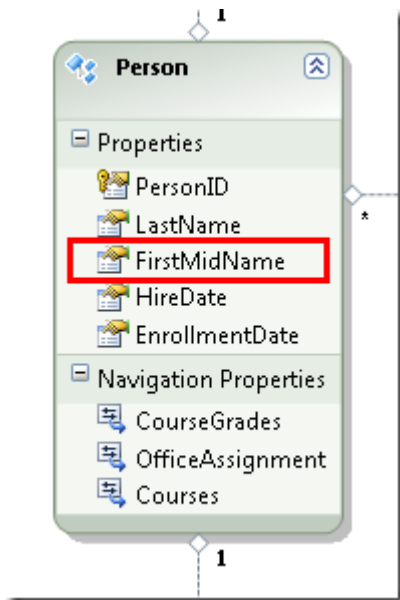 1
Person
Properties
PersonID
LastName
*
FirstMidName
HireDate
EnrollmentDate
Navigation Properties
CourseGrades
OfficeAssignment
Courses
1